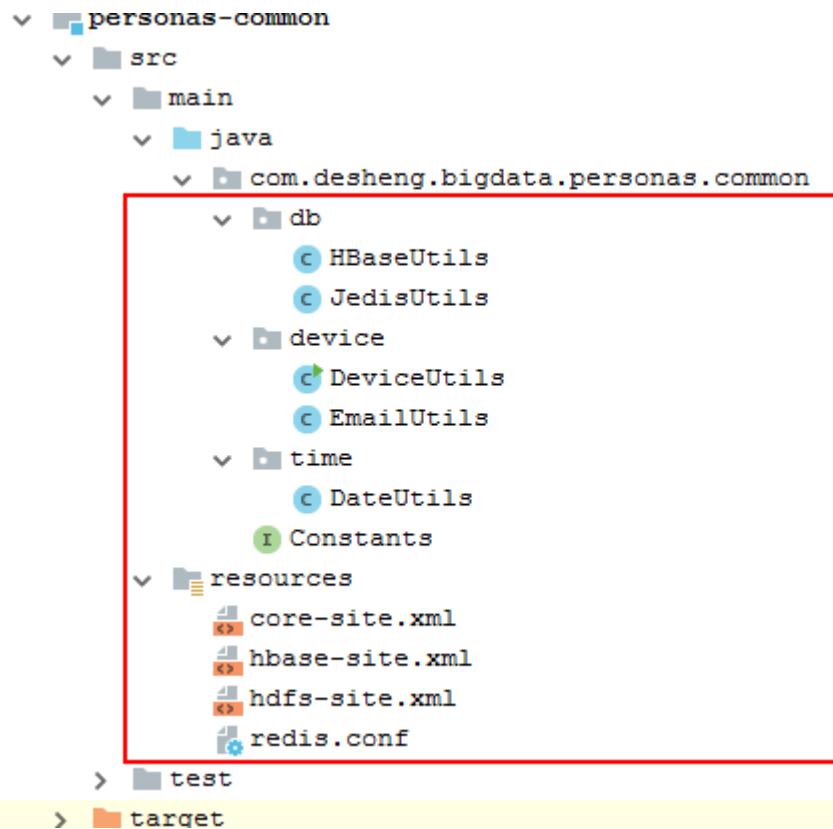 personas-common
src
main
java
com.desheng.bigdata.personas.common
db
C HBaseUtils
C JedisUtils
device
C DeviceUtils
C EmailUtils
time
C DateUtils
I Constants
resources
core-site.xml
hbase-site.xml
hdfs-site.xml
redis.conf
test
target